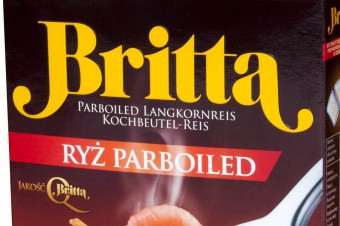 Britta
PARBOILED LANGKORNREIS
KOCHBEUTEL-REIS
RYŻ PARBOILED
JAKOŚĆ
Q Britta